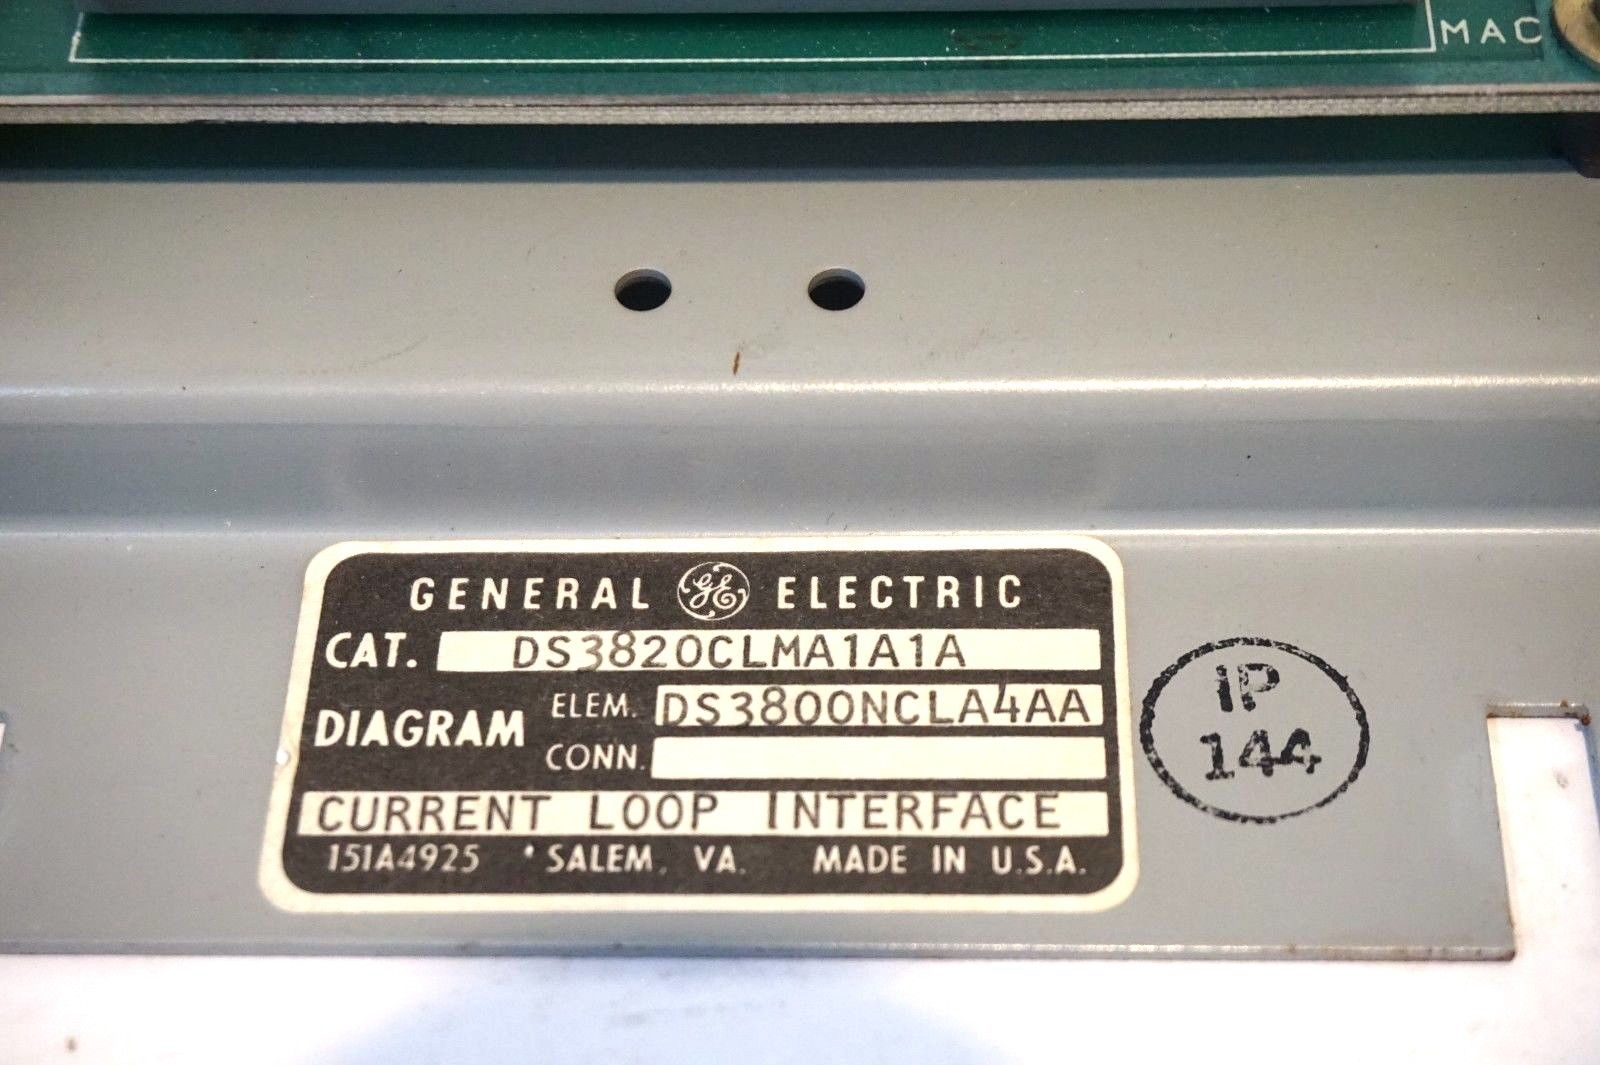 MAC
GENERAL GE ELECTRIC
CAT. DS3820CLMA1A1A
DIAGRAM ELEM. DS3800NCLA4AA
CONN.
CURRENT LOOP INTERFACE
151A4925 SALEM, VA. MADE IN U.S.A.
IP
144